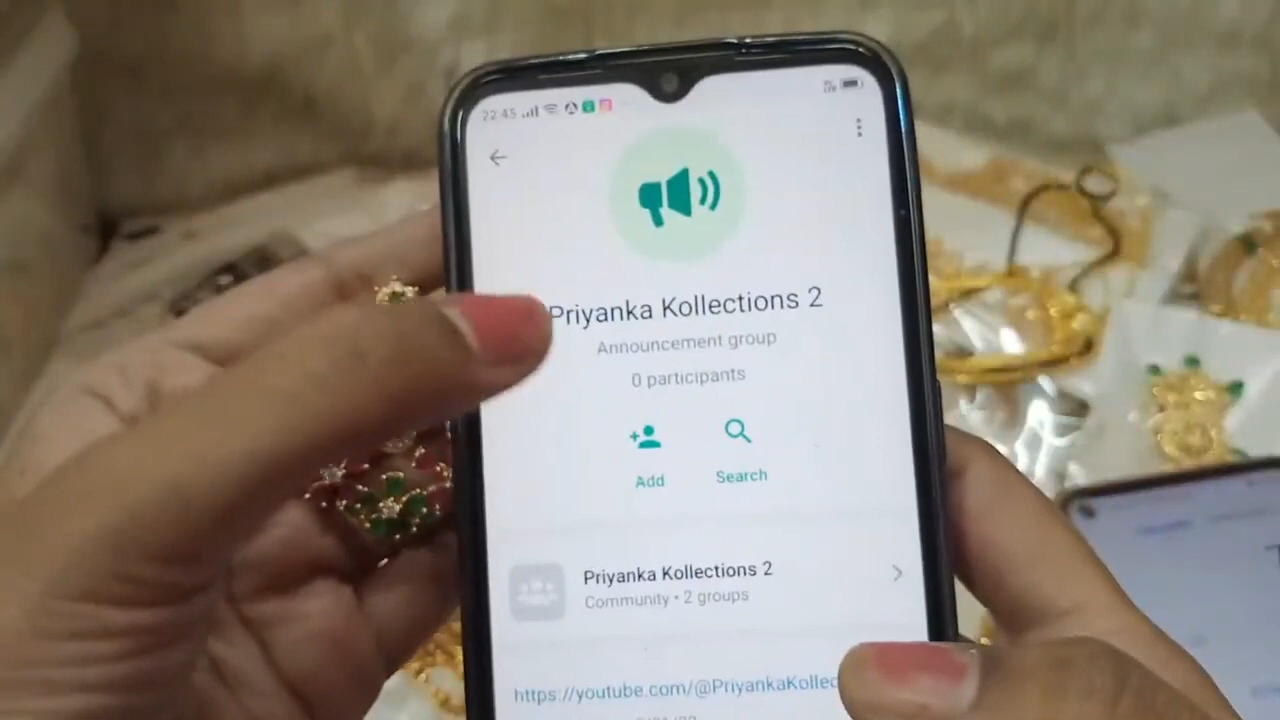 22:45
Priyanka Kollections 2
Announcement group
0 participants
Add
Search
Priyanka Kollections 2
Community • 2 groups
https://youtube.com/@PriyankaKollec